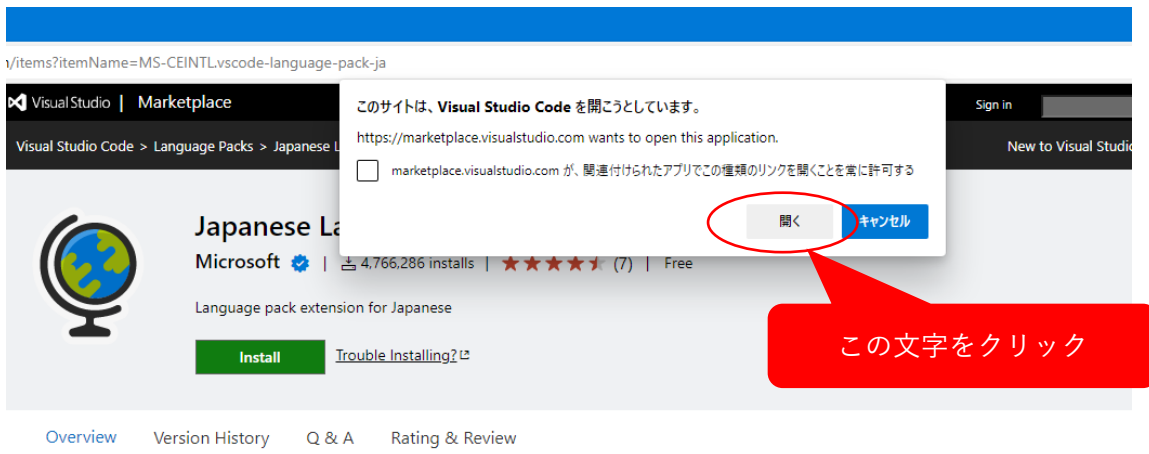 /items?itemName=MS-CEINTL.vscode-language-pack-ja
Visual Studio | Marketplace
Sign in
Visual Studio Code > Language Packs > Japanese L
New to Visual Studio
このサイトは、Visual Studio Code を開こうとしています。
https://marketplace.visualstudio.com wants to open this application.
marketplace.visualstudio.com が、関連付けられたアプリでこの種類のリンクを開くことを常に許可する
開く
キャンセル
Japanese La
Microsoft | 4,766,286 installs | (7) | Free
Language pack extension for Japanese
Install
Trouble Installing?
この文字をクリック
Overview Version History Q & A Rating & Review